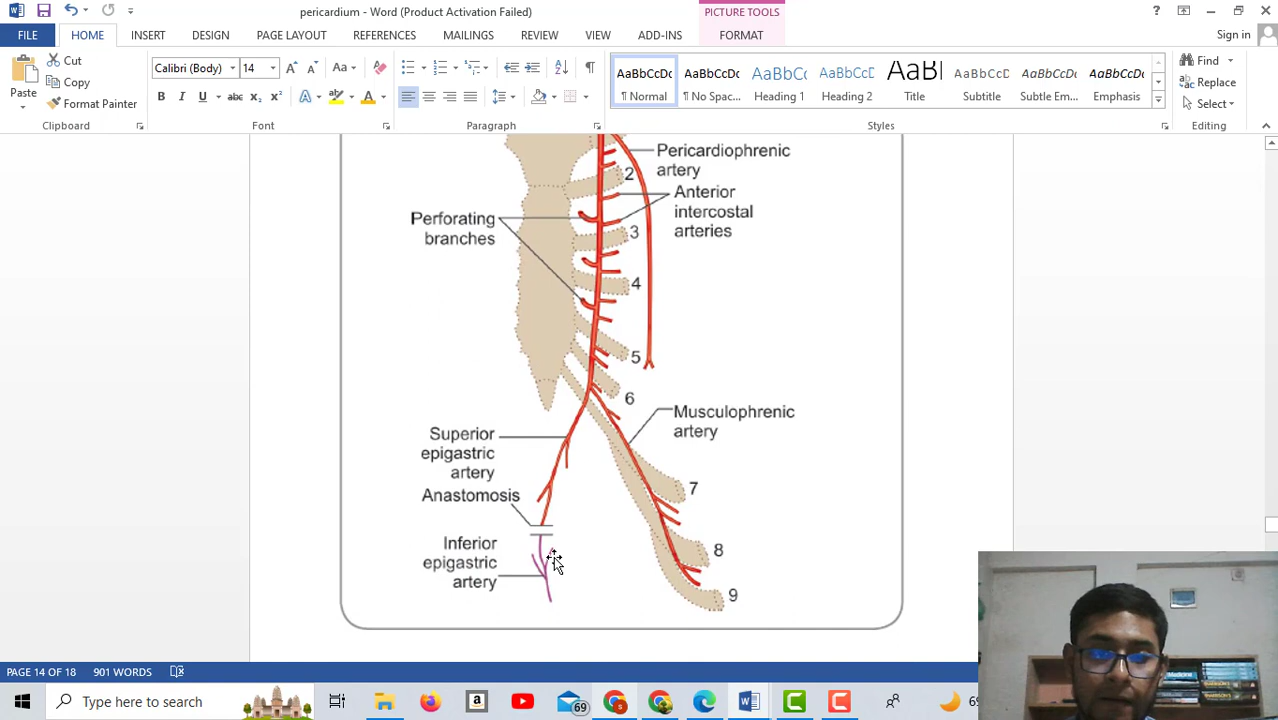 pericardium - Word (Product Activation Failed)
PICTURE TOOLS
FILE HOME INSERT DESIGN PAGE LAYOUT REFERENCES MAILINGS REVIEW VIEW ADD-INS FORMAT Sign in
Cut
Copy
Format Painter
Paste
Clipboard
Calibri (Body) 14
Font
Paragraph
AaBbCcDc AaBbCcDc AaBbCc AaBbCcD AaBl AaBbCcD AaBbCcDc AaBbCcDc
¶ Normal ¶ No Spac... Heading 1 Heading 2 Title Subtitle Subtle Em... Emphasis
Styles
Find
Replace
Select
Editing
Pericardiophrenic
artery
2
Anterior
intercostal
arteries
Perforating
branches
3
4
5
6
Musculophrenic
artery
Superior
epigastric
artery
Anastomosis
7
Inferior
epigastric
artery
8
9
PAGE 14 OF 18 901 WORDS
Type here to search
69